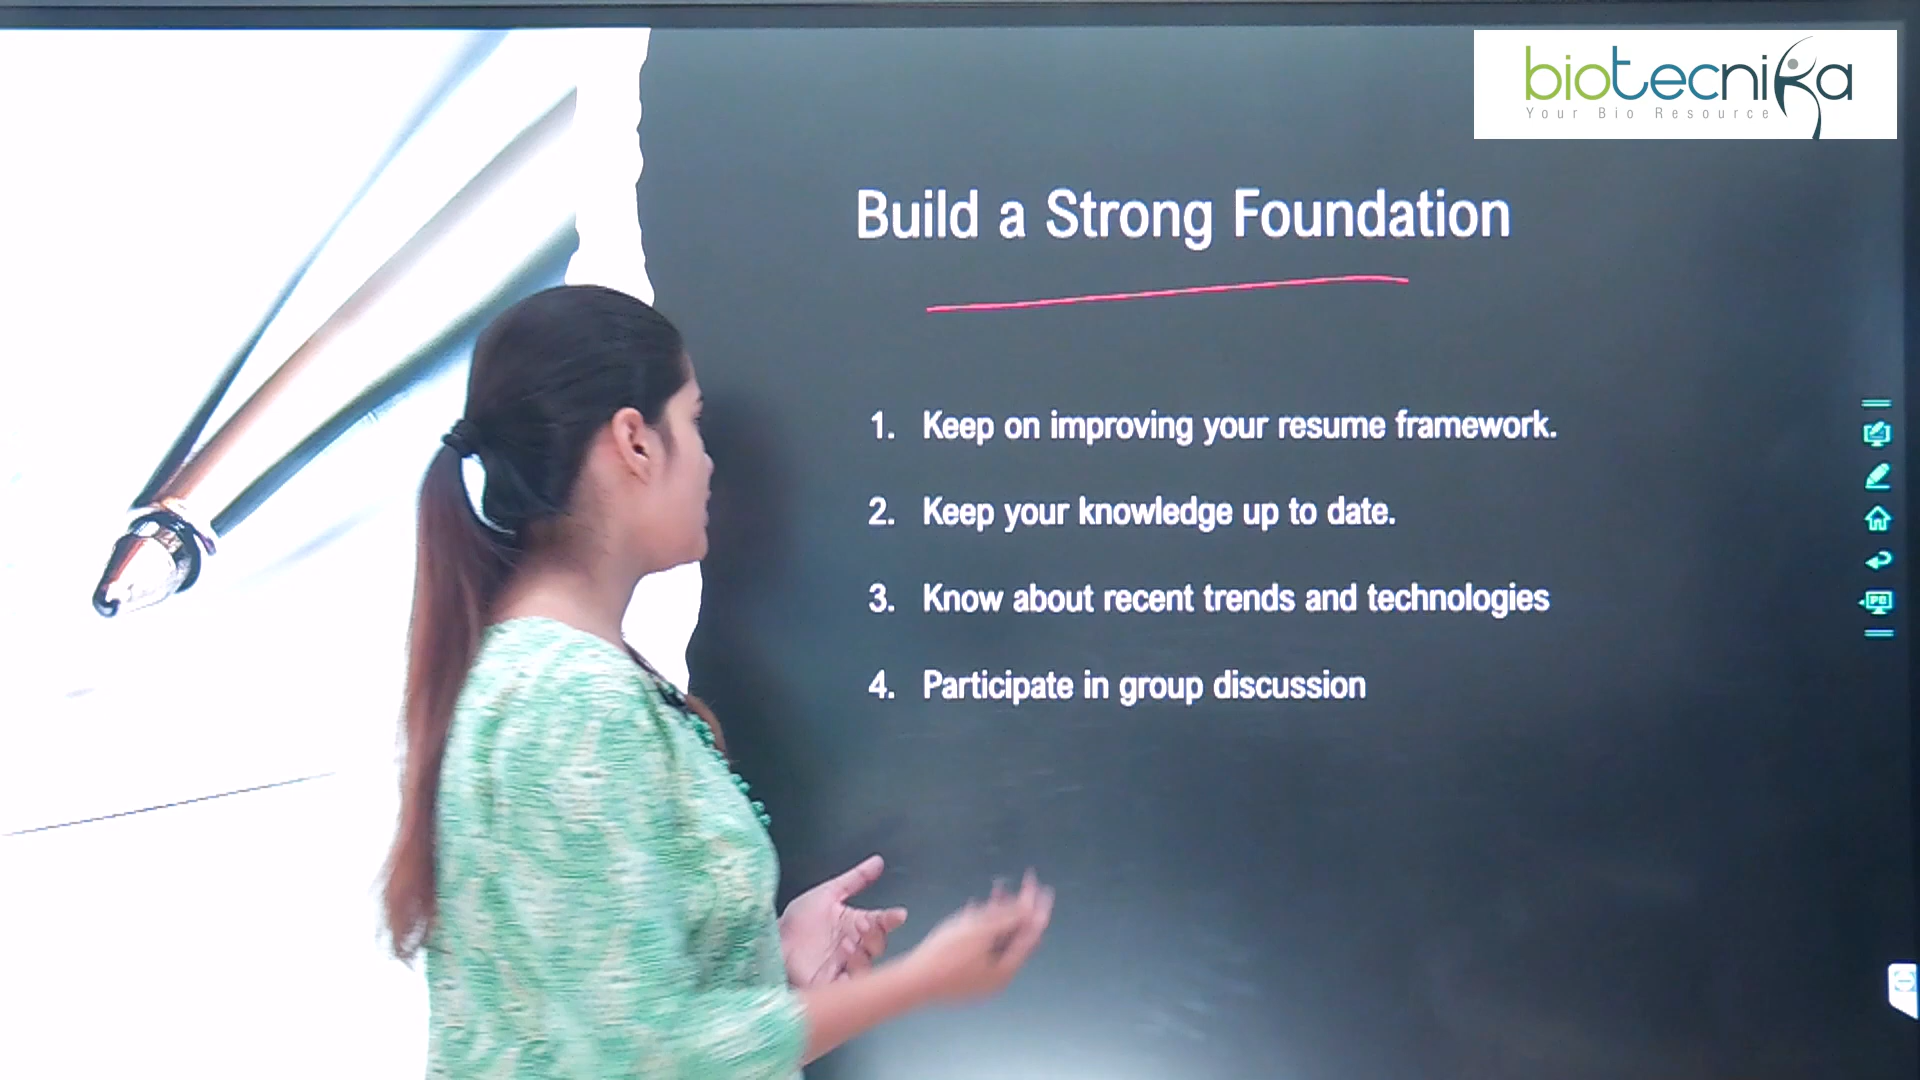 biotecnika
Your Bio Resource
Build a Strong Foundation
1. Keep on improving your resume framework.
2. Keep your knowledge up to date.
3. Know about recent trends and technologies
4. Participate in group discussion
PC